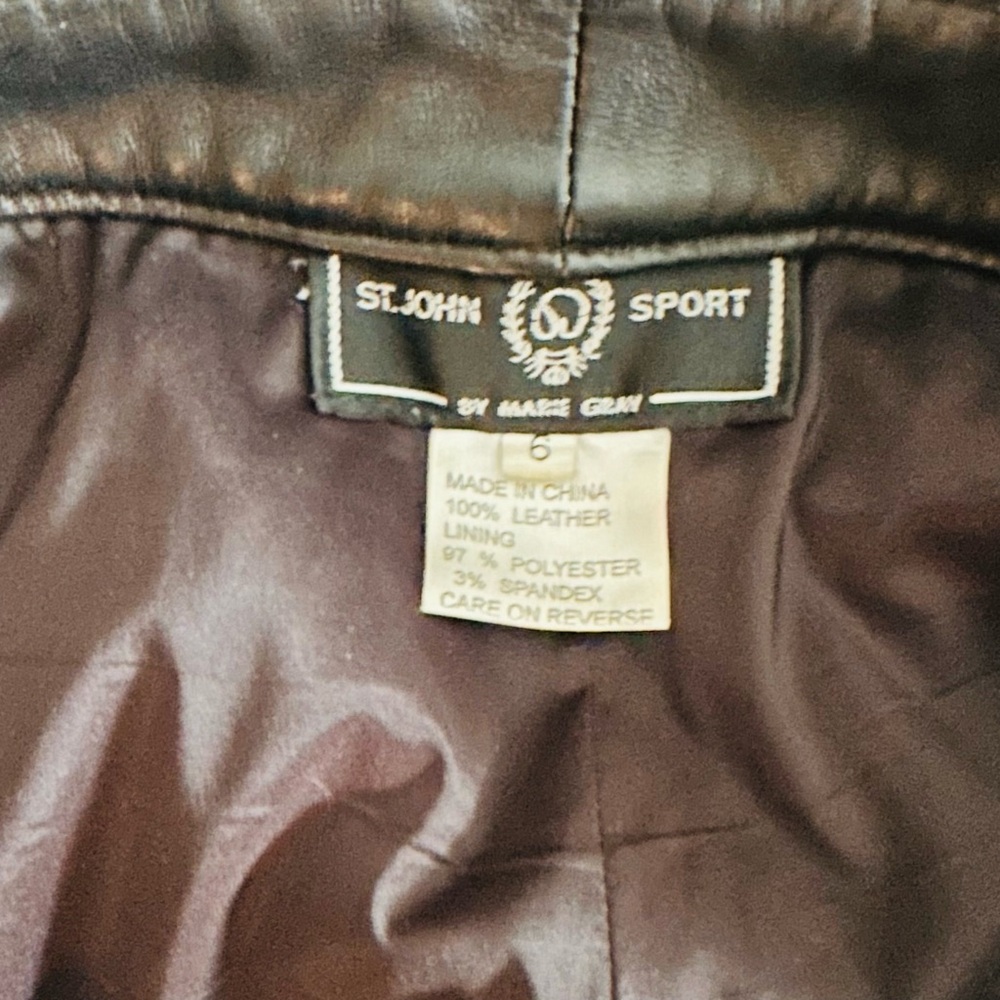 ST. JOHN SPORT
BY MARIE GRAY
6
MADE IN CHINA
100% LEATHER
LINING
97 % POLYESTER
3% SPANDEX
CARE ON REVERSE